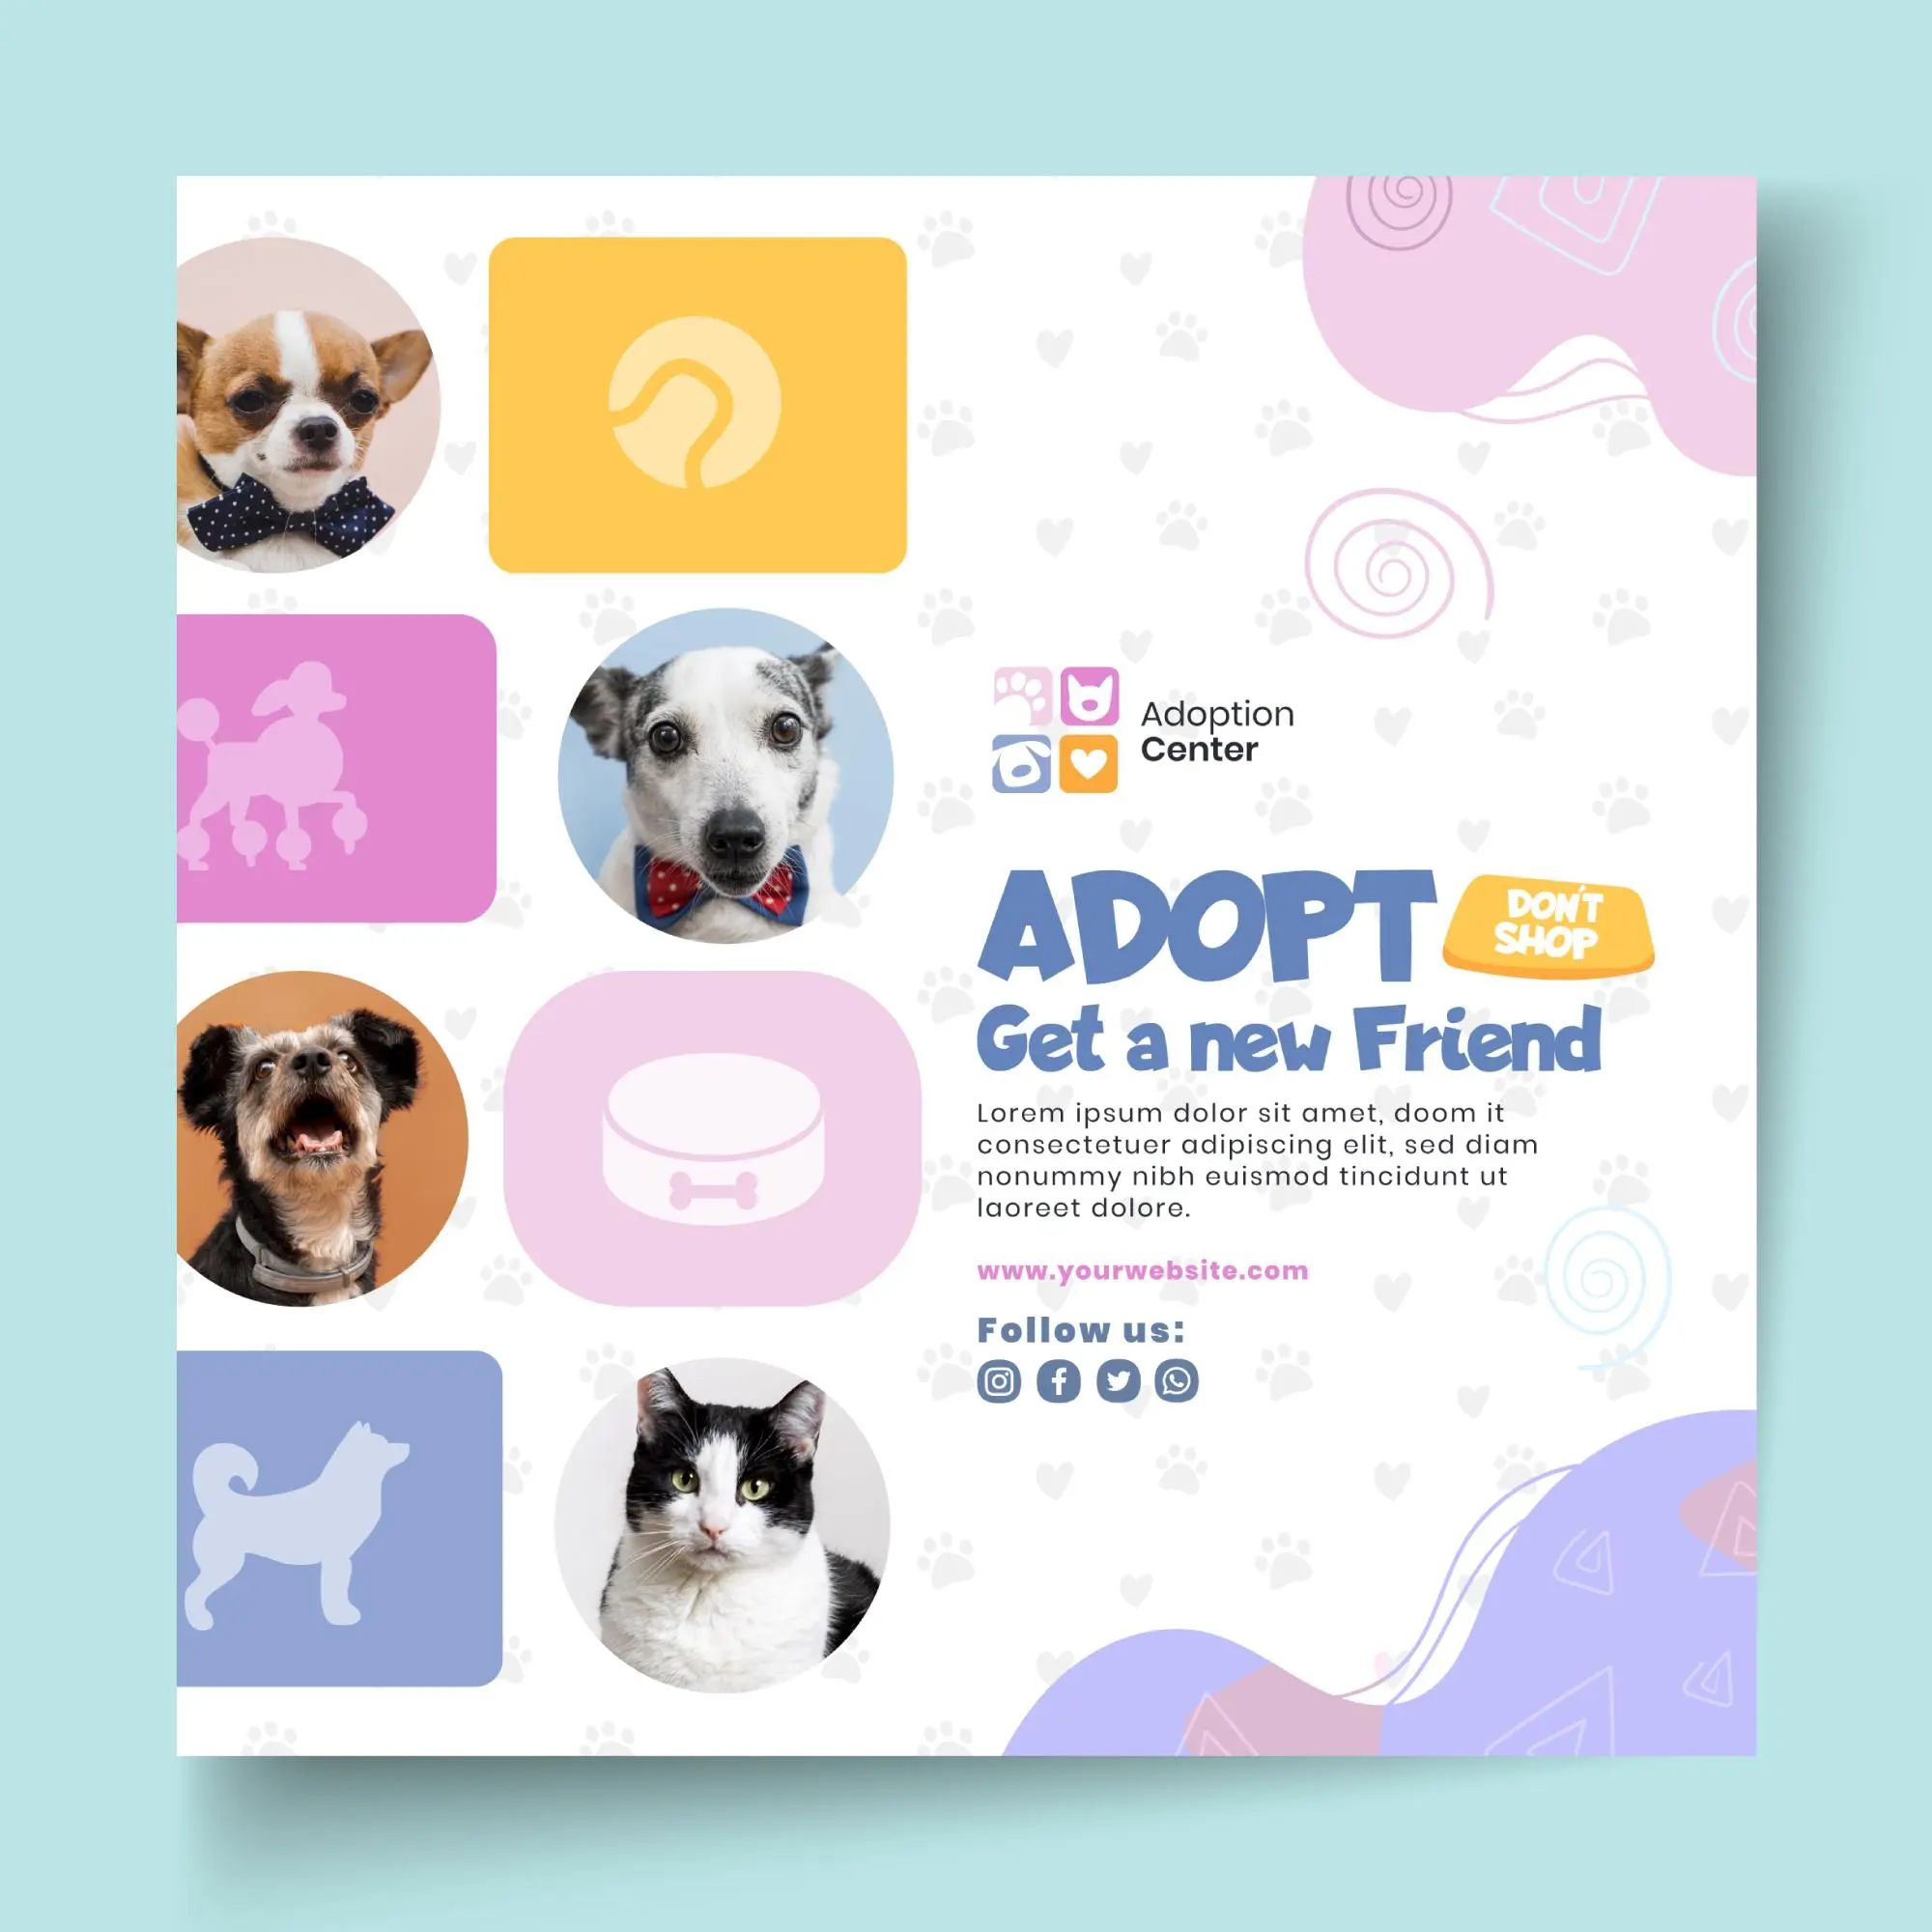 Adoption
Center
ADOPT
DON'T
SHOP
Get a new Friend
Lorem ipsum dolor sit amet, doom it
consectetuer adipiscing elit, sed diam
nonummy nibh euismod tincidunt ut
laoreet dolore.
www.yourwebsite.com
Follow us: